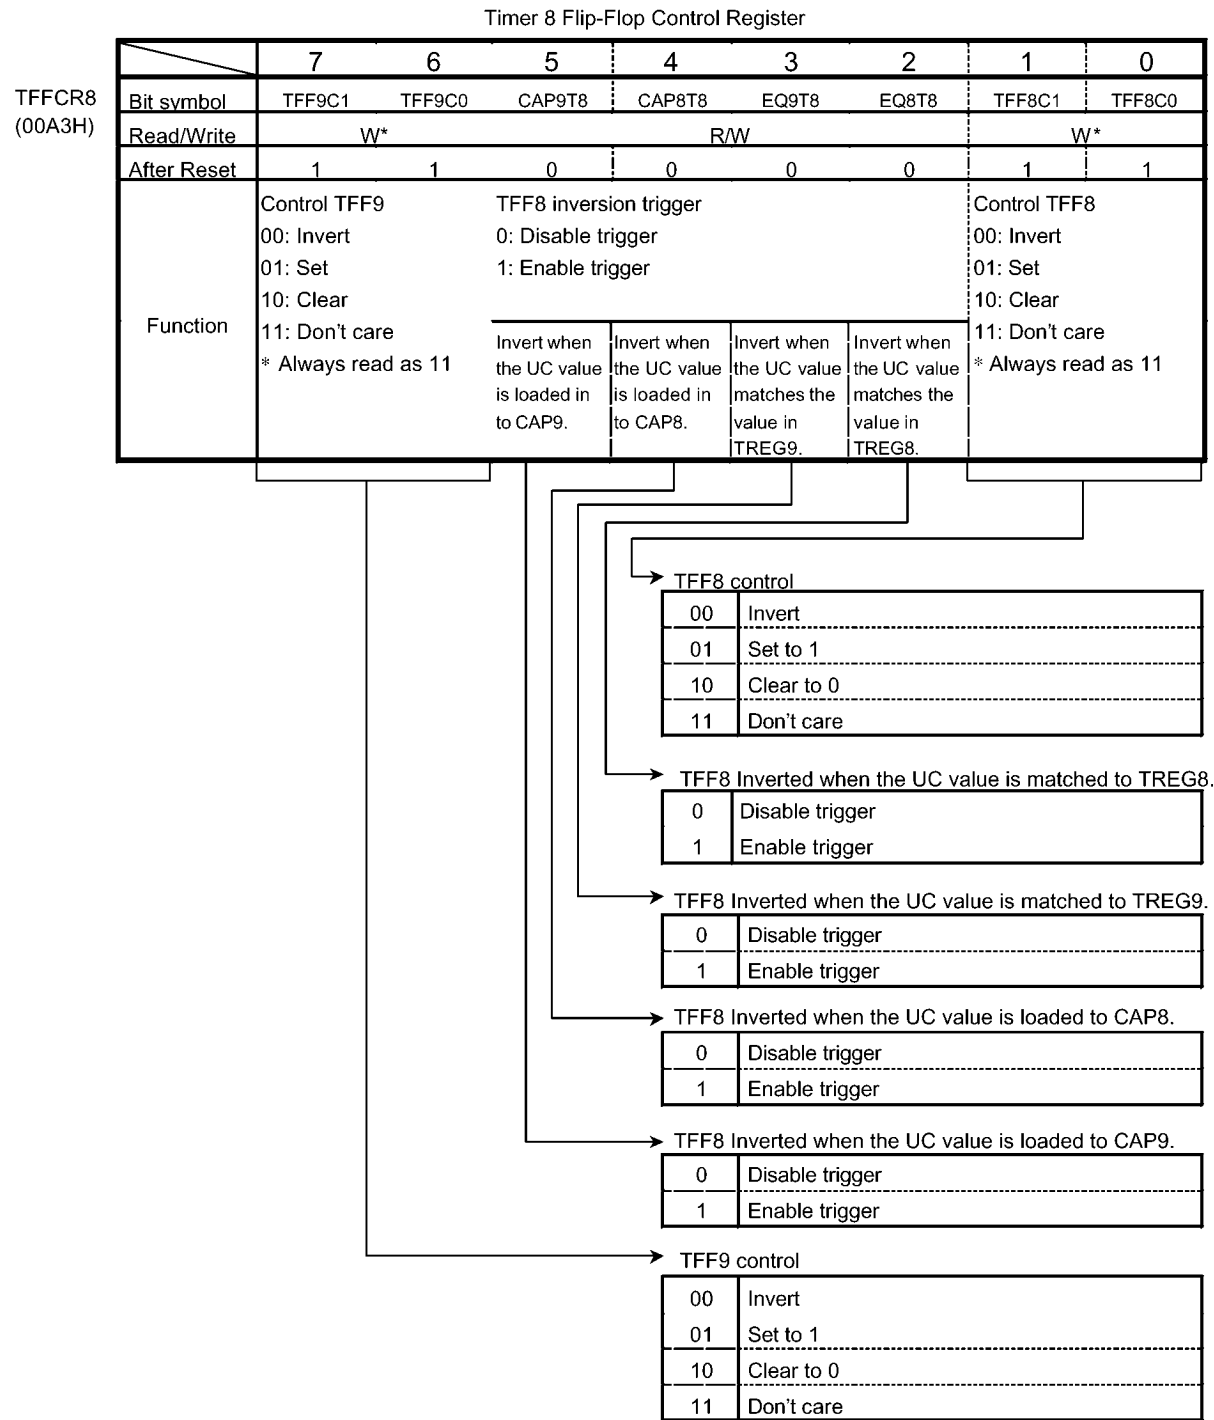 Timer 8 Flip-Flop Control Register
7 6 5 4 3 2 1 0
TFFCR8
(00A3H)
Bit symbol TFF9C1 TFF9C0 CAP9T8 CAP8T8 EQ9T8 EQ8T8 TFF8C1 TFF8C0
Read/Write W* R/W W*
After Reset 1 1 0 0 0 0 1 1
Function
Control TFF9
00: Invert
01: Set
10: Clear
11: Don't care
* Always read as 11
TFF8 inversion trigger
0: Disable trigger
1: Enable trigger
Invert when
the UC value
is loaded in
to CAP9.
Invert when
the UC value
is loaded in
to CAP8.
Invert when
the UC value
matches the
value in
TREG9.
Invert when
the UC value
matches the
value in
TREG8.
Control TFF8
00: Invert
01: Set
10: Clear
11: Don't care
* Always read as 11
TFF8 control
00 Invert
01 Set to 1
10 Clear to 0
11 Don't care
TFF8 Inverted when the UC value is matched to TREG8.
0 Disable trigger
1 Enable trigger
TFF8 Inverted when the UC value is matched to TREG9.
0 Disable trigger
1 Enable trigger
TFF8 Inverted when the UC value is loaded to CAP8.
0 Disable trigger
1 Enable trigger
TFF8 Inverted when the UC value is loaded to CAP9.
0 Disable trigger
1 Enable trigger
TFF9 control
00 Invert
01 Set to 1
10 Clear to 0
11 Don't care